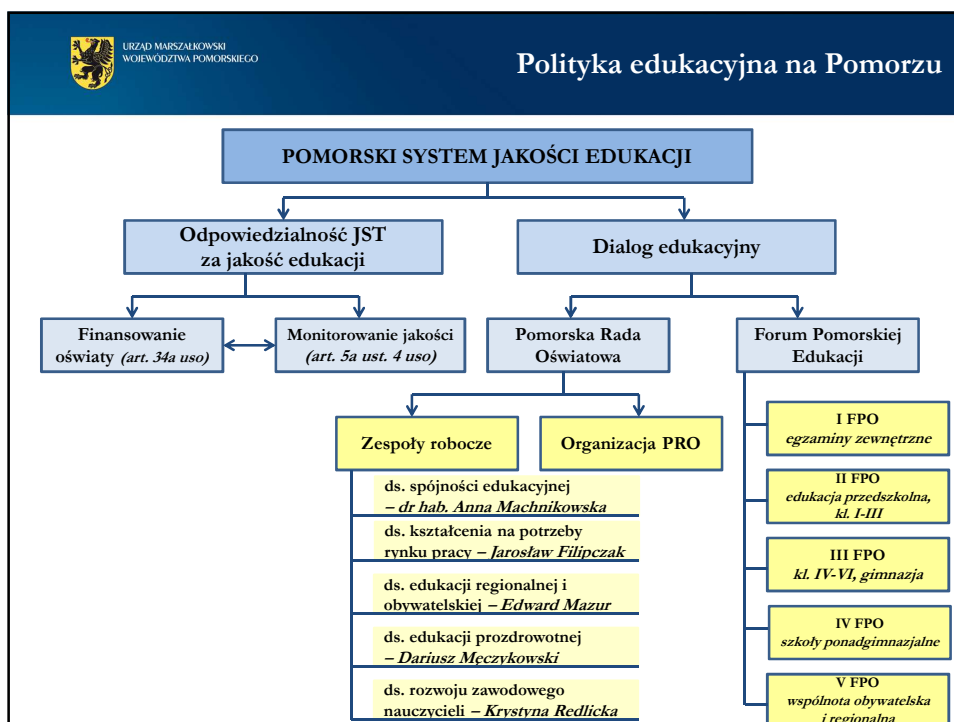 URZĄD MARSZAŁKOWSKI
WOJEWÓDZTWA POMORSKIEGO
Polityka edukacyjna na Pomorzu
POMORSKI SYSTEM JAKOŚCI EDUKACJI
Odpowiedzialność JST
za jakość edukacji
Dialog edukacyjny
Finansowanie
oświaty (art. 34a uso)
Monitorowanie jakości
(art. 5a ust. 4 uso)
Pomorska Rada
Oświatowa
Forum Pomorskiej
Edukacji
Zespoły robocze
Organizacja PRO
ds. spójności edukacyjnej
– dr hab. Anna Machnikowska
ds. kształcenia na potrzeby
rynku pracy – Jarosław Filipczak
ds. edukacji regionalnej i
obywatelskiej – Edward Mazur
ds. edukacji prozdrowotnej
– Dariusz Męczykowski
ds. rozwoju zawodowego
nauczycieli – Krystyna Redlicka
I FPO
egzaminy zewnętrzne
II FPO
edukacja przedszkolna,
kl. I-III
III FPO
kl. IV-VI, gimnazja
IV FPO
szkoły ponadgimnazjalne
V FPO
wspólnota obywatelska
i regionalna